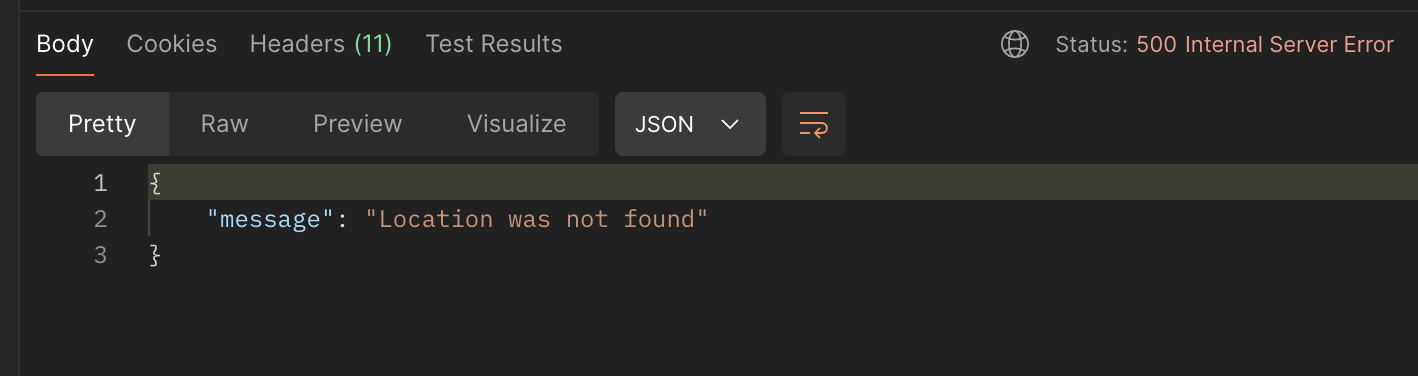 Body Cookies Headers (11) Test Results Status: 500 Internal Server Error
Pretty Raw Preview Visualize JSON
1 {
2 "message": "Location was not found"
3 }